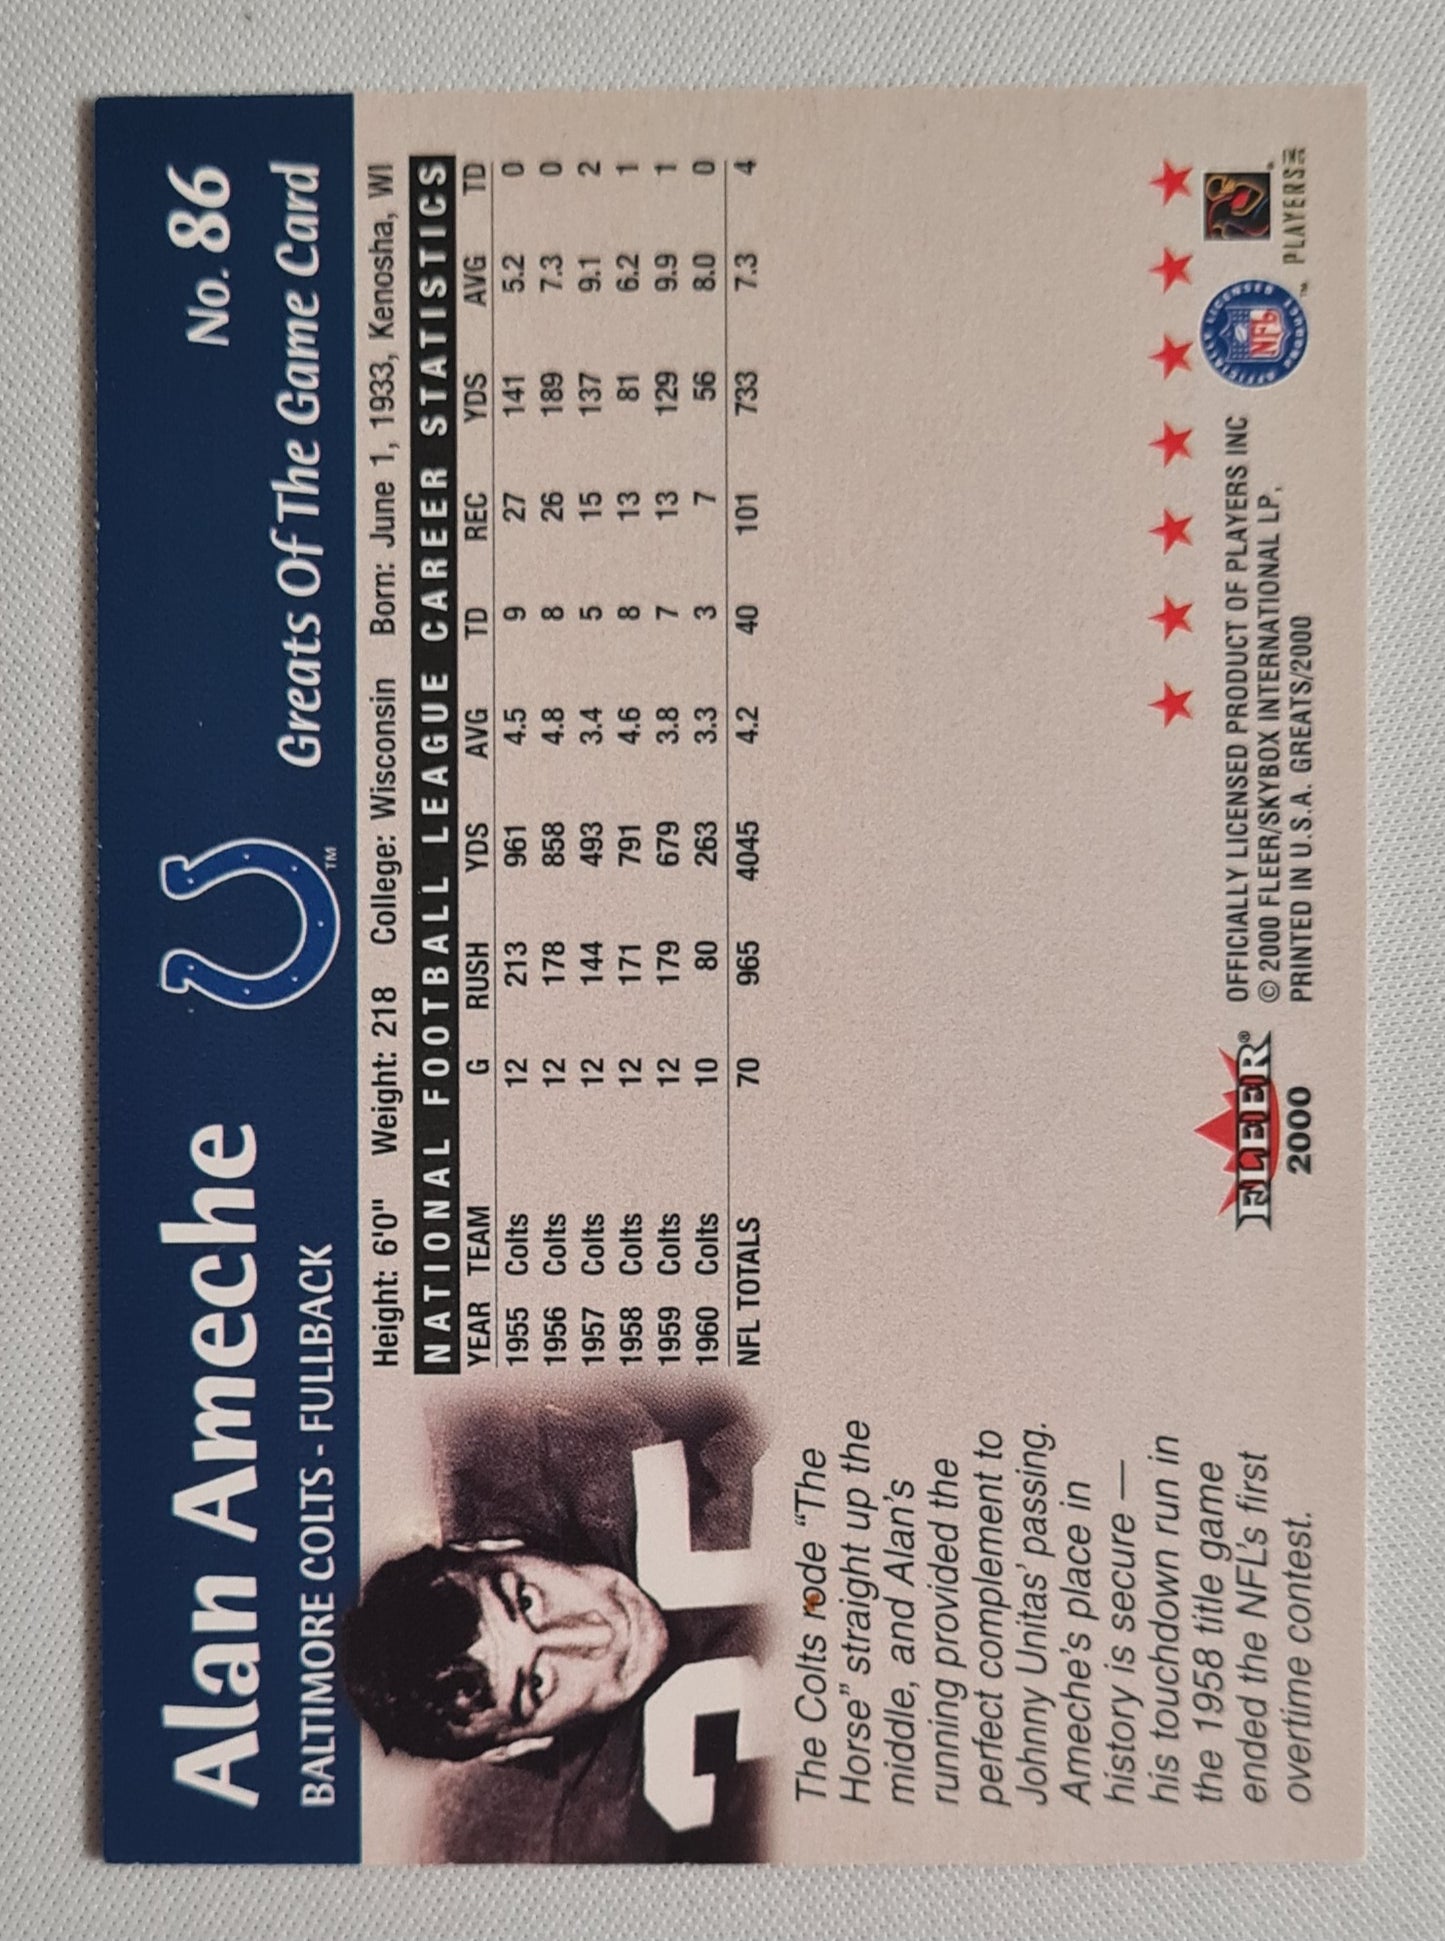 Alan Ameche
No. 86
BALTIMORE COLTS - FULLBACK
TM
Greats Of The Game Card
Height: 6'0" Weight: 218 College: Wisconsin Born: June 1, 1933, Kenosha, WI
NATIONAL FOOTBALL LEAGUE CAREER STATISTICS
YEAR TEAM G RUSH YDS AVG TD REC YDS AVG TD
1955 Colts 12 213 961 4.5 9 27 141 5.2 0
1956 Colts 12 178 858 4.8 8 26 189 7.3 0
1957 Colts 12 144 493 3.4 5 15 137 9.1 2
1958 Colts 12 171 791 4.6 8 13 81 6.2 1
1959 Colts 12 179 679 3.8 7 13 129 9.9 1
1960 Colts 10 80 263 3.3 3 7 56 8.0 0
NFL TOTALS 70 965 4045 4.2 40 101 733 7.3 4
The Colts rode "The
Horse" straight up the
middle, and Alan's
running provided the
perfect complement to
Johnny Unitas' passing.
Ameche's place in
history is secure —
his touchdown run in
the 1958 title game
ended the NFL's first
overtime contest.
FLEER®
2000
OFFICIALLY LICENSED PRODUCT OF PLAYERS INC
© 2000 FLEER/SKYBOX INTERNATIONAL LP,
PRINTED IN U.S.A. GREATS/2000
OFFICIALLY LICENSED PRODUCT
NFL
TM
PLAYERS INC